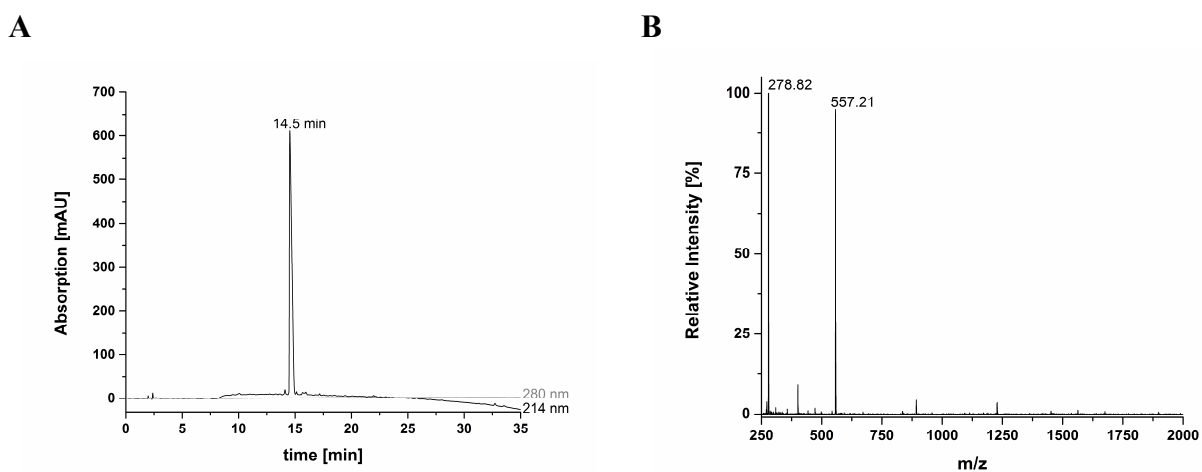 A
700
600
500
400
300
200
100
0
Absorption [mAU]
14.5 min
280 nm
214 nm
0 5 10 15 20 25 30 35
time [min]
B
100
75
50
25
0
Relative Intensity [%]
278.82
557.21
250 500 750 1000 1250 1500 1750 2000
m/z